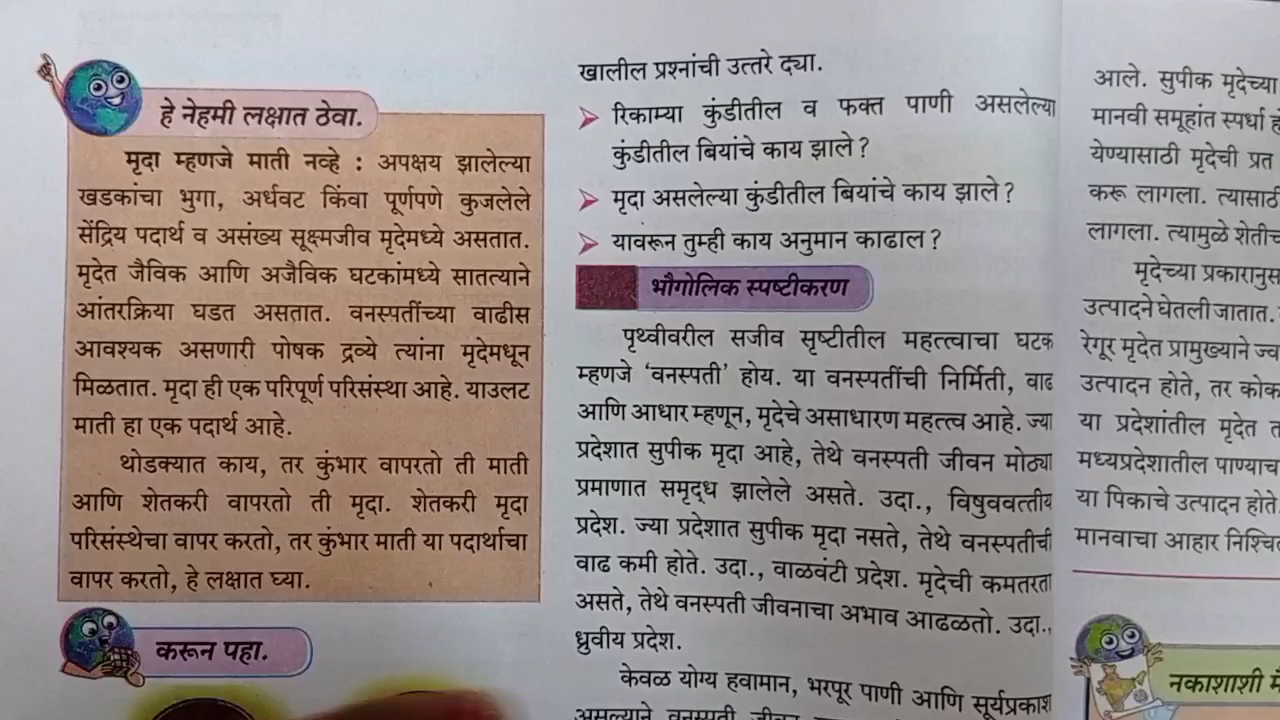 हे नेहमी लक्षात ठेवा.
मृदा म्हणजे माती नव्हे : अपक्षय झालेल्या
खडकांचा भुगा, अर्धवट किंवा पूर्णपणे कुजलेले
सेंद्रिय पदार्थ व असंख्य सूक्ष्मजीव मृदेमध्ये असतात.
मृदेत जैविक आणि अजैविक घटकांमध्ये सातत्याने
आंतरक्रिया घडत असतात. वनस्पतींच्या वाढीस
आवश्यक असणारी पोषक द्रव्ये त्यांना मृदेमधून
मिळतात. मृदा ही एक परिपूर्ण परिसंस्था आहे. याउलट
माती हा एक पदार्थ आहे.
थोडक्यात काय, तर कुंभार वापरतो ती माती
आणि शेतकरी वापरतो ती मृदा. शेतकरी मृदा
परिसंस्थेचा वापर करतो, तर कुंभार माती या पदार्थाचा
वापर करतो, हे लक्षात घ्या.
करून पहा.
खालील प्रश्नांची उत्तरे द्या.
➢ रिकाम्या कुंडीतील व फक्त पाणी असलेल्या
कुंडीतील बियांचे काय झाले ?
➢ मृदा असलेल्या कुंडीतील बियांचे काय झाले ?
➢ यावरून तुम्ही काय अनुमान काढाल ?
भौगोलिक स्पष्टीकरण
पृथ्वीवरील सजीव सृष्टीतील महत्त्वाचा घटक
म्हणजे ‘वनस्पती’ होय. या वनस्पतींची निर्मिती, वाढ
आणि आधार म्हणून, मृदेचे असाधारण महत्त्व आहे. ज्या
प्रदेशात सुपीक मृदा आहे, तेथे वनस्पती जीवन मोठ्या
प्रमाणात समृद्ध झालेले असते. उदा., विषुववत्तीय
प्रदेश. ज्या प्रदेशात सुपीक मृदा नसते, तेथे वनस्पतीची
वाढ कमी होते. उदा., वाळवंटी प्रदेश. मृदेची कमतरता
असते, तेथे वनस्पती जीवनाचा अभाव आढळतो. उदा.,
ध्रुवीय प्रदेश.
केवळ योग्य हवामान, भरपूर पाणी आणि सूर्यप्रकाश
असल्याने वनस्पती
आले. सुपीक मृदेच्या
मानवी समूहांत स्पर्धा
येण्यासाठी मृदेची प्रत
करू लागला. त्यासाठी
लागला. त्यामुळे
मृदेच्या
उत्पादने घेतली जातात.
रेगूर मृदेत प्रामुख्याने
उत्पादन होते, तर
या प्रदेशांतील मृदेत
मध्यप्रदेशातील
या पिकाचे उत्पादन होते.
मानवाचा आहार
नकाशाशी